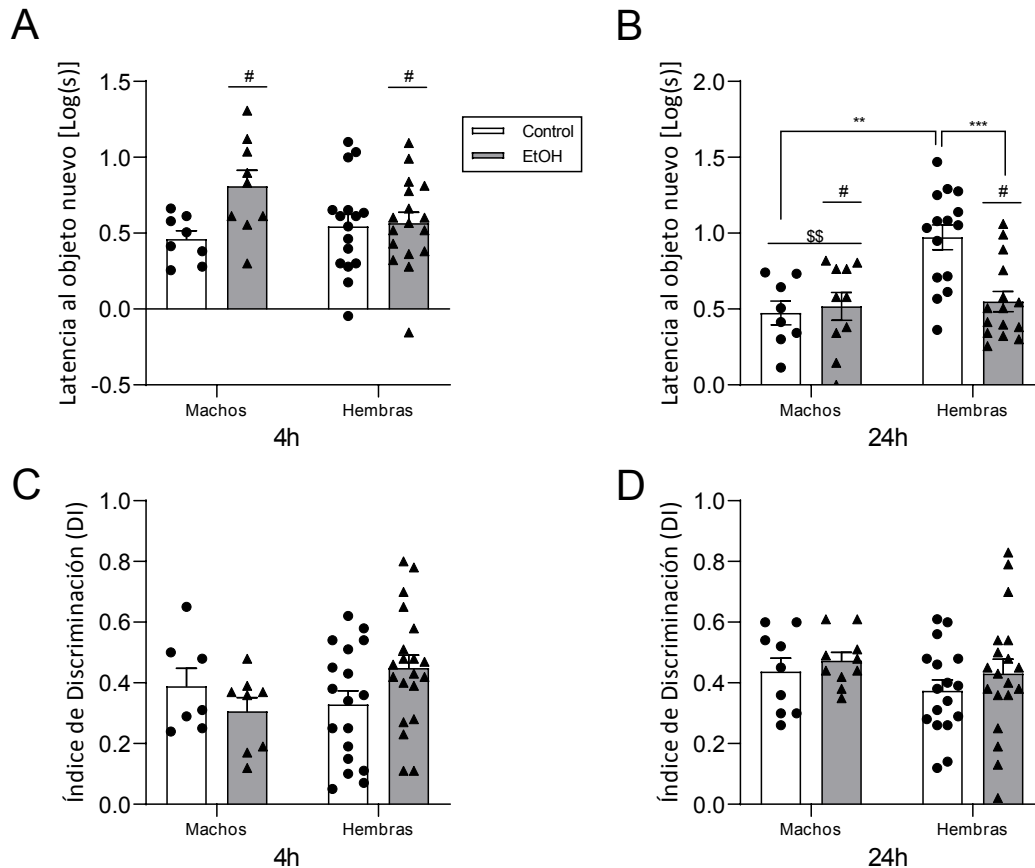 A
Latencia al objeto nuevo [Log(s)]
1.5
1.0
0.5
0.0
-0.5
#
#
Machos
Hembras
4h
Control
EtOH
B
Latencia al objeto nuevo [Log(s)]
2.0
1.5
1.0
0.5
0.0
**
***
#
#
$$
Machos
Hembras
24h
C
Índice de Discriminación (DI)
1.0
0.8
0.6
0.4
0.2
0.0
Machos
Hembras
4h
D
Índice de Discriminación (DI)
1.0
0.8
0.6
0.4
0.2
0.0
Machos
Hembras
24h